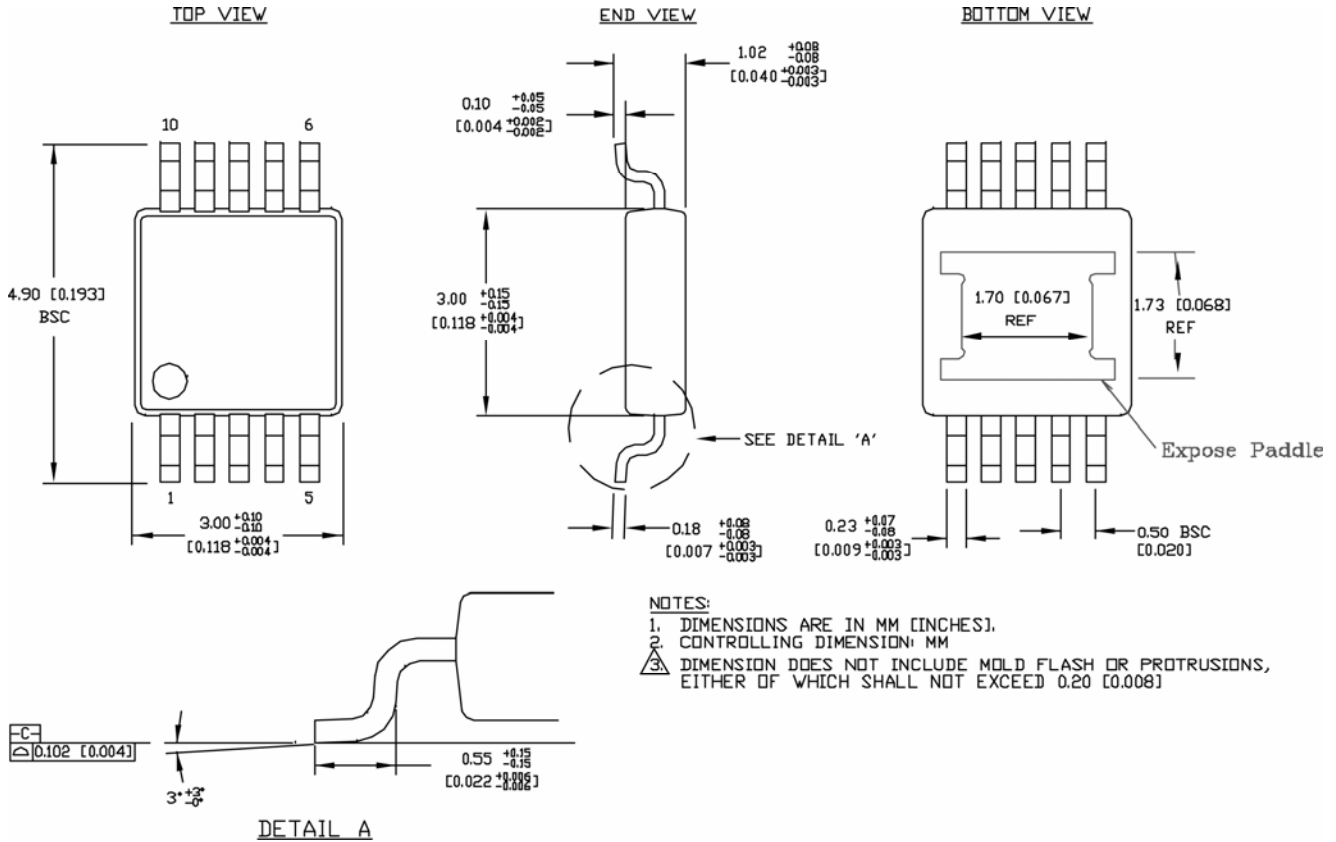 TOP VIEW
END VIEW
BOTTOM VIEW
1.02 +0.08 -0.08
[0.040 +0.003 -0.003]
0.10 +0.05 -0.05
[0.004 +0.002 -0.002]
10
6
4.90 [0.193]
BSC
3.00 +0.15 -0.15
[0.118 +0.004 -0.004]
1.70 [0.067]
REF
1.73 [0.068]
REF
SEE DETAIL 'A'
Expose Paddle
1
5
3.00 +0.10 -0.10
[0.118 +0.004 -0.004]
0.18 +0.08 -0.08
[0.007 +0.003 -0.003]
0.23 +0.07 -0.08
[0.009 +0.003 -0.003]
0.50 BSC
[0.020]
NOTES:
1. DIMENSIONS ARE IN MM [INCHES].
2. CONTROLLING DIMENSION: MM
3. DIMENSION DOES NOT INCLUDE MOLD FLASH OR PROTRUSIONS,
EITHER OF WHICH SHALL NOT EXCEED 0.20 [0.008]
-C-
⌓ 0.102 [0.004]
3° +3° -0°
0.55 +0.15 -0.15
[0.022 +0.006 -0.006]
DETAIL A